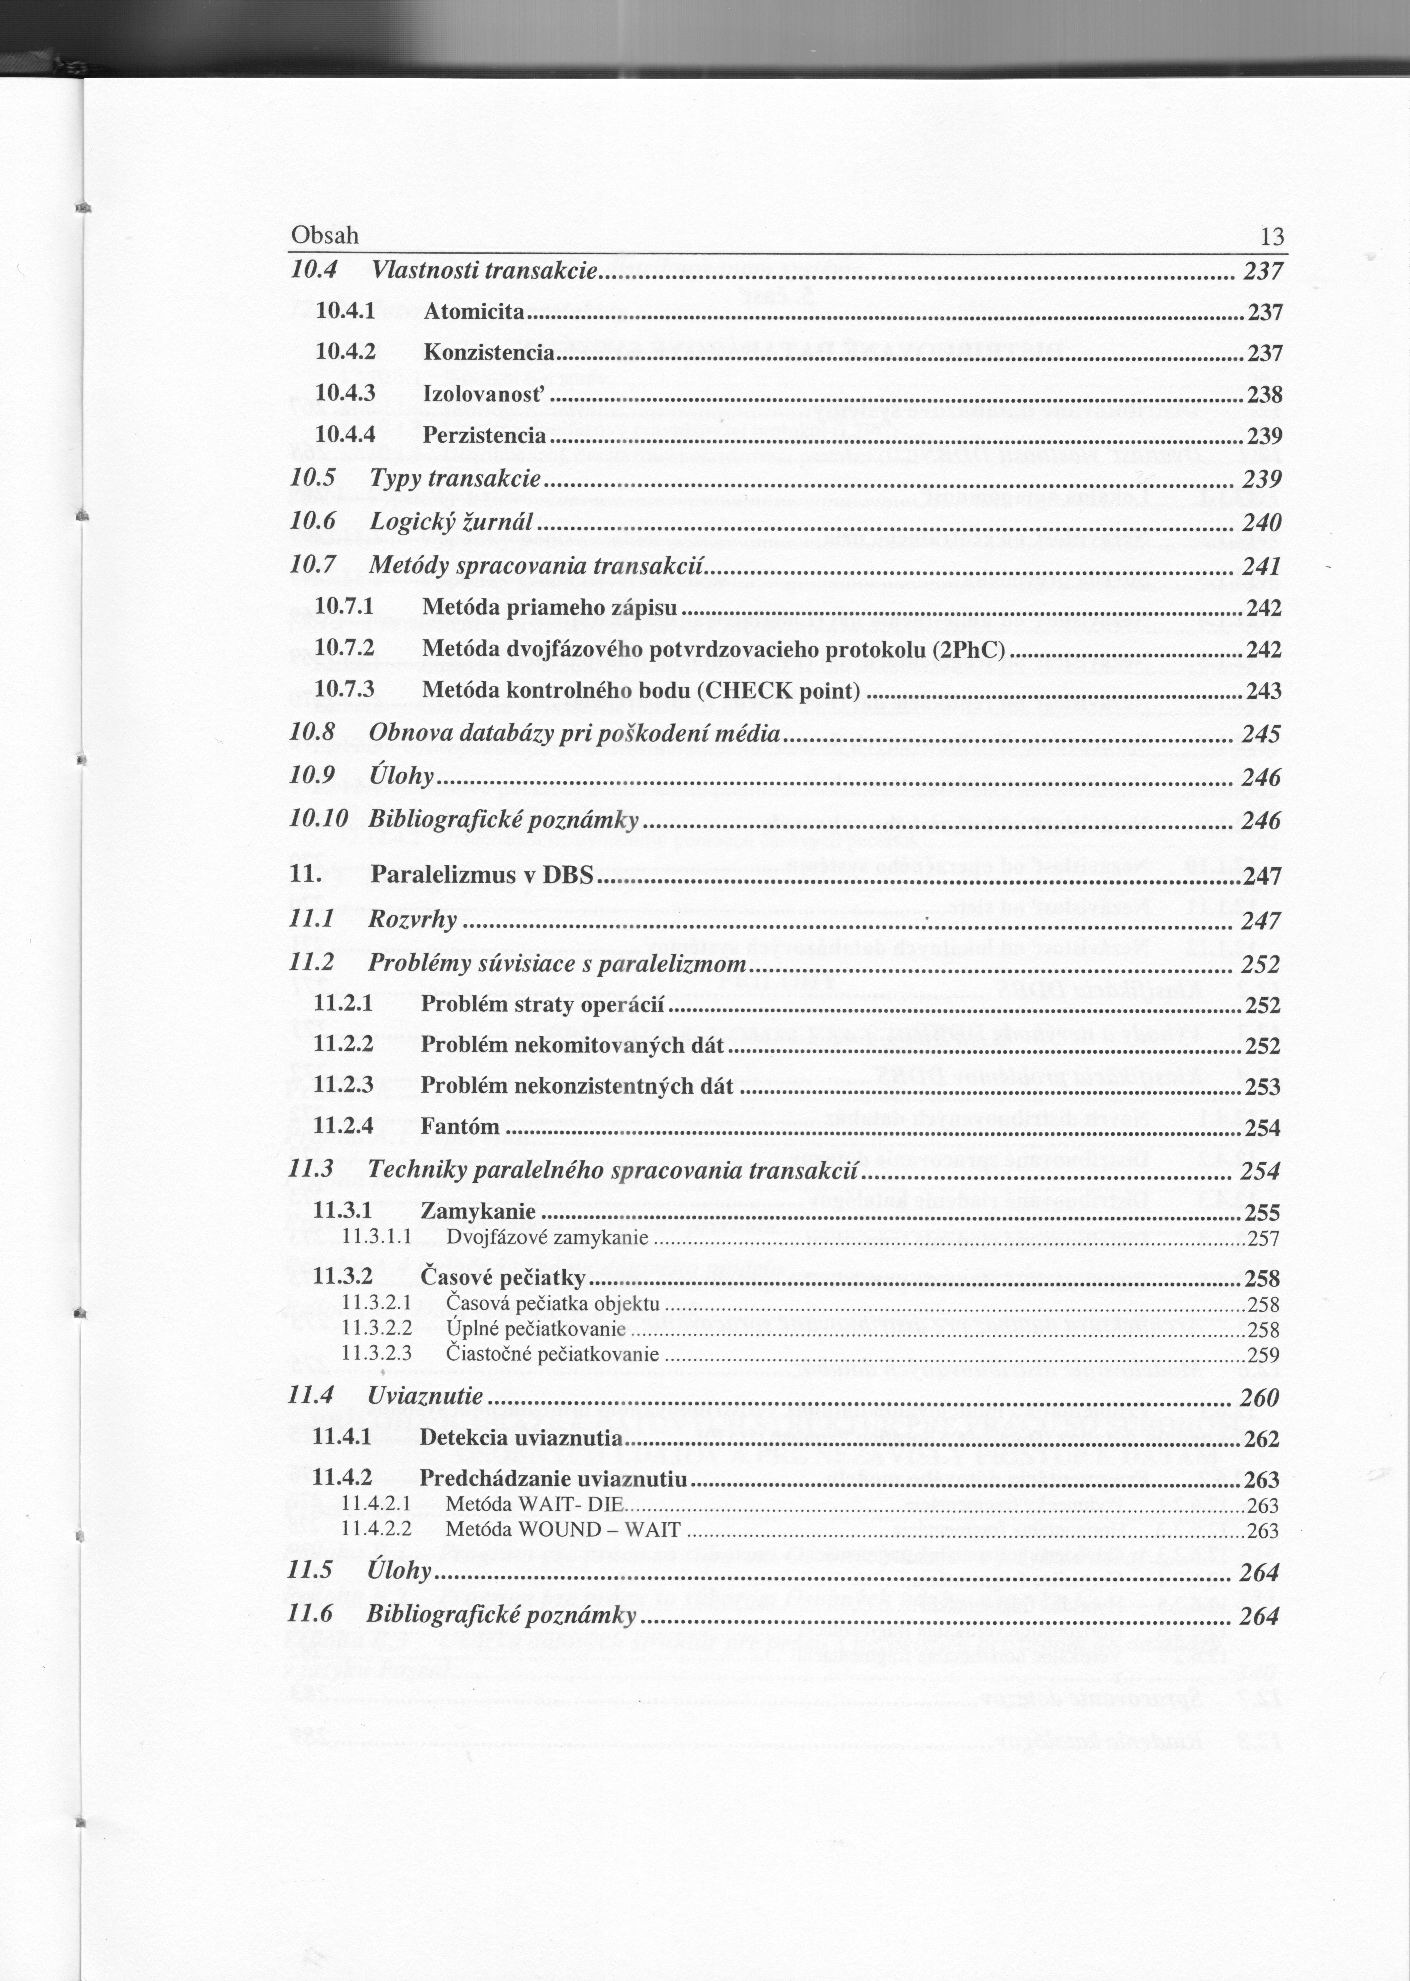 Obsah 13
10.4 Vlastnosti transakcie 237
10.4.1 Atomicita 237
10.4.2 Konzistencia 237
10.4.3 Izolovanosť 238
10.4.4 Perzistencia 239
10.5 Typy transakcie 239
10.6 Logický žurnál 240
10.7 Metódy spracovania transakcií 241
10.7.1 Metóda priameho zápisu 242
10.7.2 Metóda dvojfázového potvrdzovacieho protokolu (2PhC) 242
10.7.3 Metóda kontrolného bodu (CHECK point) 243
10.8 Obnova databázy pri poškodení média 245
10.9 Úlohy 246
10.10 Bibliografické poznámky 246
11. Paralelizmus v DBS 247
11.1 Rozvrhy 247
11.2 Problémy súvisiace s paralelizmom 252
11.2.1 Problém straty operácií 252
11.2.2 Problém nekomitovaných dát 252
11.2.3 Problém nekonzistentných dát 253
11.2.4 Fantóm 254
11.3 Techniky paralelného spracovania transakcií 254
11.3.1 Zamykanie 255
11.3.1.1 Dvojfázové zamykanie 257
11.3.2 Časové pečiatky 258
11.3.2.1 Časová pečiatka objektu 258
11.3.2.2 Úplné pečiatkovanie 258
11.3.2.3 Čiastočné pečiatkovanie 259
11.4 Uviaznutie 260
11.4.1 Detekcia uviaznutia 262
11.4.2 Predchádzanie uviaznutiu 263
11.4.2.1 Metóda WAIT- DIE 263
11.4.2.2 Metóda WOUND – WAIT 263
11.5 Úlohy 264
11.6 Bibliografické poznámky 264